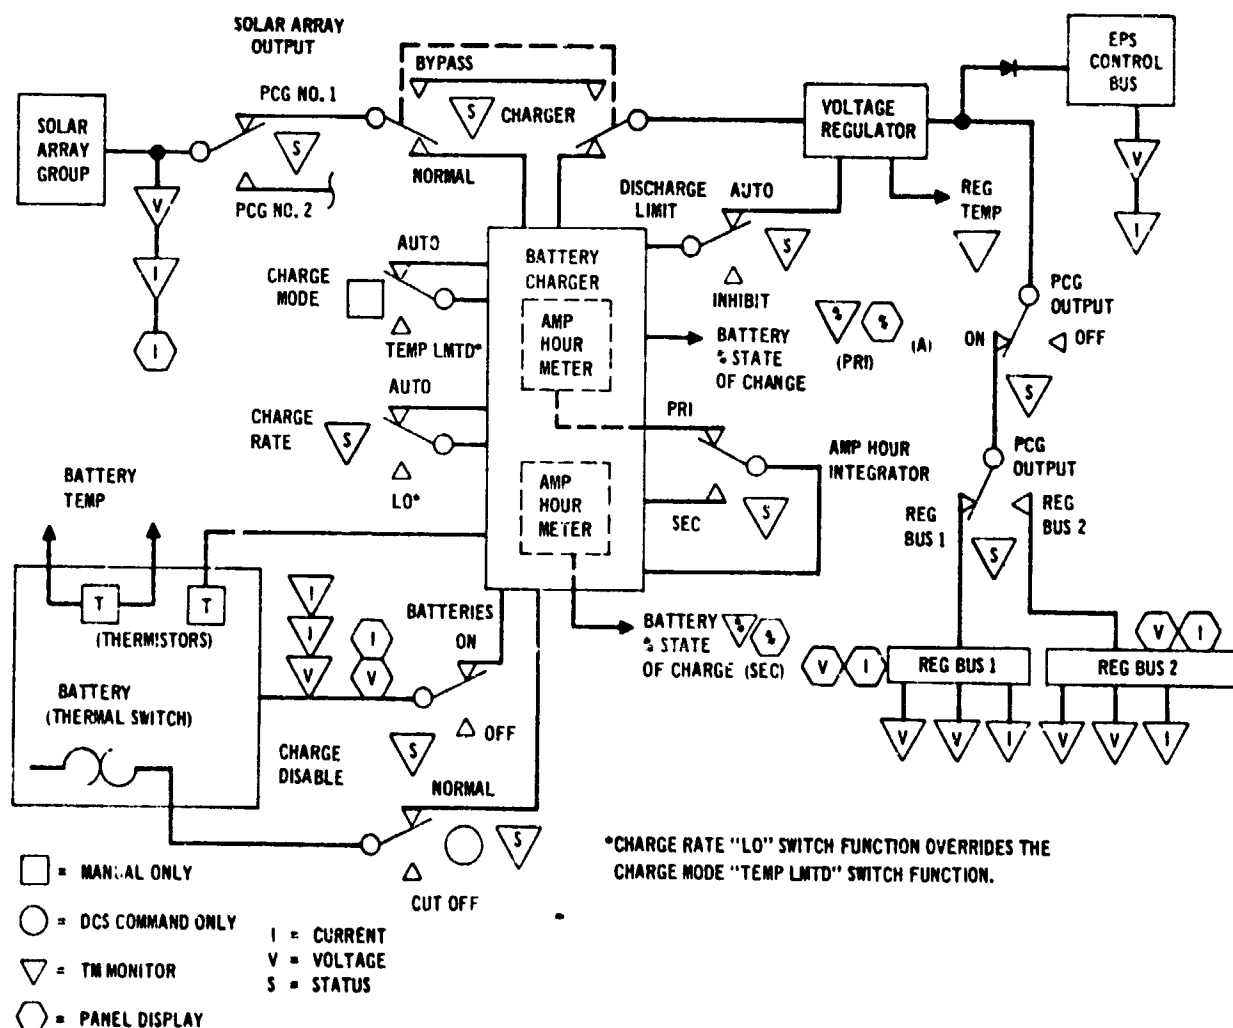 SOLAR ARRAY
OUTPUT
BYPASS
PCG NO. 1
S
CHARGER
S
NORMAL
PCG NO. 2
SOLAR
ARRAY
GROUP
V
I
I
VOLTAGE
REGULATOR
EPS
CONTROL
BUS
V
I
DISCHARGE
LIMIT
AUTO
S
INHIBIT
REG
TEMP
PCG
OUTPUT
ON
OFF
S
BATTERY
CHARGER
AMP
HOUR
METER
AUTO
CHARGE
MODE
TEMP LMTD*
AUTO
CHARGE
RATE
S
LO*
BATTERY
% STATE
OF CHANGE
%
%
(PRI)
(A)
PRI
AMP HOUR
INTEGRATOR
SEC
S
AMP
HOUR
METER
PCG
OUTPUT
REG
BUS 1
REG
BUS 2
S
BATTERY
TEMP
T
T
(THERMISTORS)
BATTERY
(THERMAL SWITCH)
I
I
V
I
V
BATTERIES
ON
OFF
S
BATTERY
% STATE
OF CHARGE (SEC)
%
%
V
I
REG BUS 1
V
V
I
V
I
REG BUS 2
V
V
I
CHARGE
DISABLE
NORMAL
S
CUT OFF
*CHARGE RATE "LO" SWITCH FUNCTION OVERRIDES THE
CHARGE MODE "TEMP LMTD" SWITCH FUNCTION.
= MANUAL ONLY
= DCS COMMAND ONLY
= TM MONITOR
= PANEL DISPLAY
I = CURRENT
V = VOLTAGE
S = STATUS